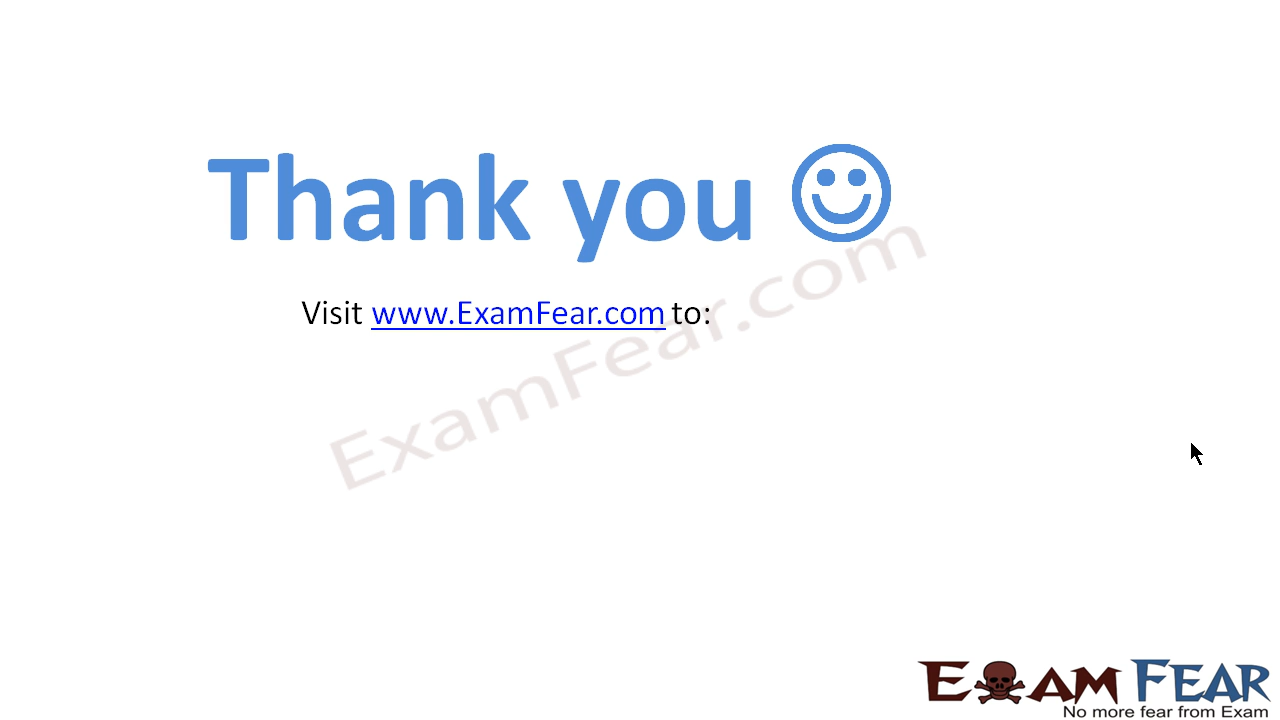 Thank you ☺
Visit www.ExamFear.com to:
ExamFear.com
EXAM FEAR
No more fear from Exam